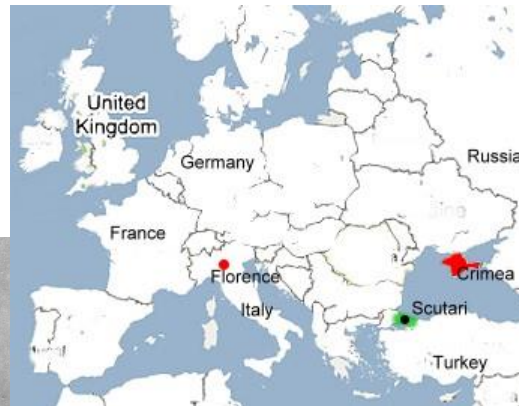 United
Kingdom
Germany
Russia
France
Florence
Crimea
Italy
Scutari
Turkey